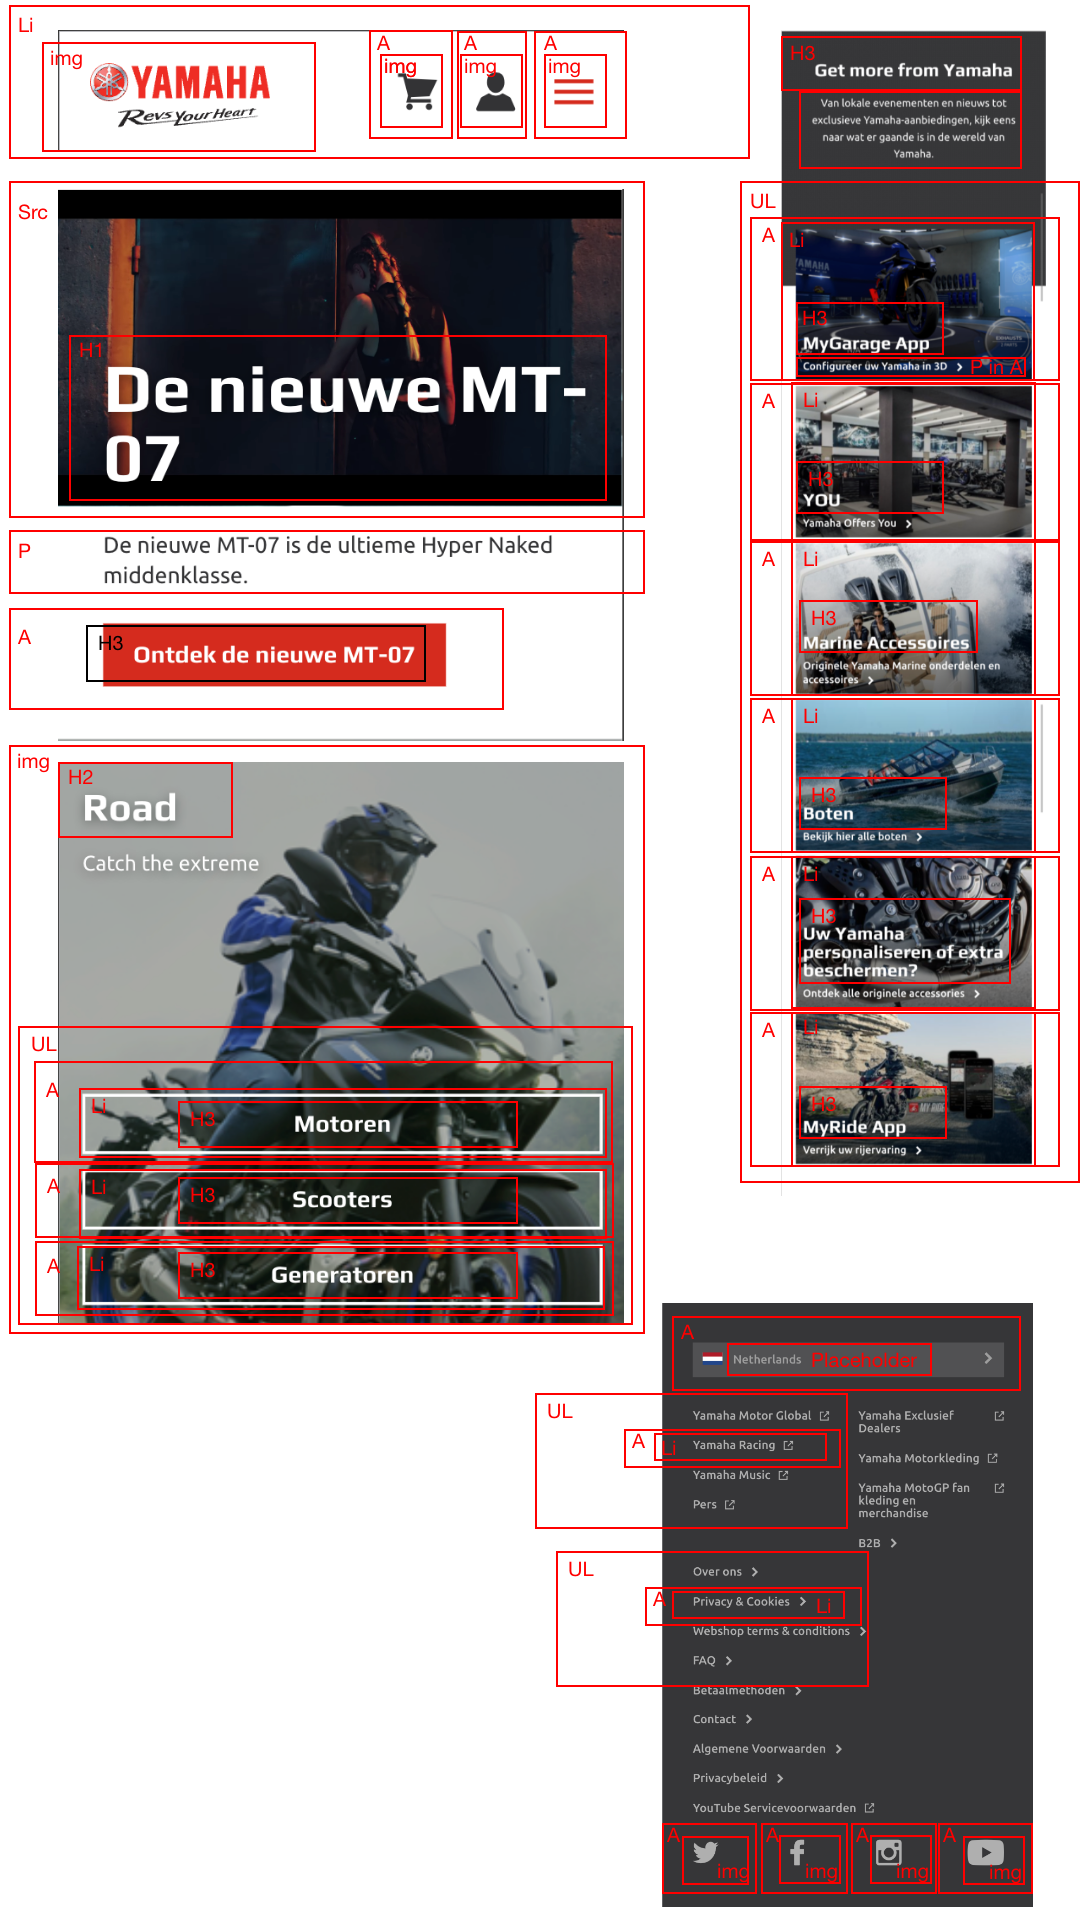 Li
img
YAMAHA
Revs Your Heart
A
img
A
img
A
img
Src
H1
De nieuwe MT-
07
P
De nieuwe MT-07 is de ultieme Hyper Naked
middenklasse.
A
H3
Ontdek de nieuwe MT-07
img
H2
Road
Catch the extreme
UL
A
Li
H3
Motoren
A
Li
H3
Scooters
A
Li
H3
Generatoren
H3
Get more from Yamaha
Van lokale evenementen en nieuws tot
exclusieve Yamaha-aanbiedingen, kijk eens
naar wat er gaande is in de wereld van
Yamaha.
UL
A
Li
YAMAHA
H3
MyGarage App
Configureer uw Yamaha in 3D
P in A
A
Li
H3
YOU
Yamaha Offers You
A
Li
H3
Marine Accessoires
Originele Yamaha Marine onderdelen en
accessoires
A
Li
H3
Boten
Bekijk hier alle boten
A
Li
H3
Uw Yamaha
personaliseren of extra
beschermen?
Ontdek alle originele accessories
A
Li
MY RIDE
H3
MyRide App
Verrijk uw rijervaring
A
Netherlands
Placeholder
UL
Yamaha Motor Global
A
Li
Yamaha Racing
Yamaha Music
Pers
Yamaha Exclusief
Dealers
Yamaha Motorkleding
Yamaha MotoGP fan
kleding en
merchandise
B2B
UL
Over ons
A
Privacy & Cookies
Li
Webshop terms & conditions
FAQ
Betaalmethoden
Contact
Algemene Voorwaarden
Privacybeleid
YouTube Servicevoorwaarden
A
img
A
img
A
img
A
img